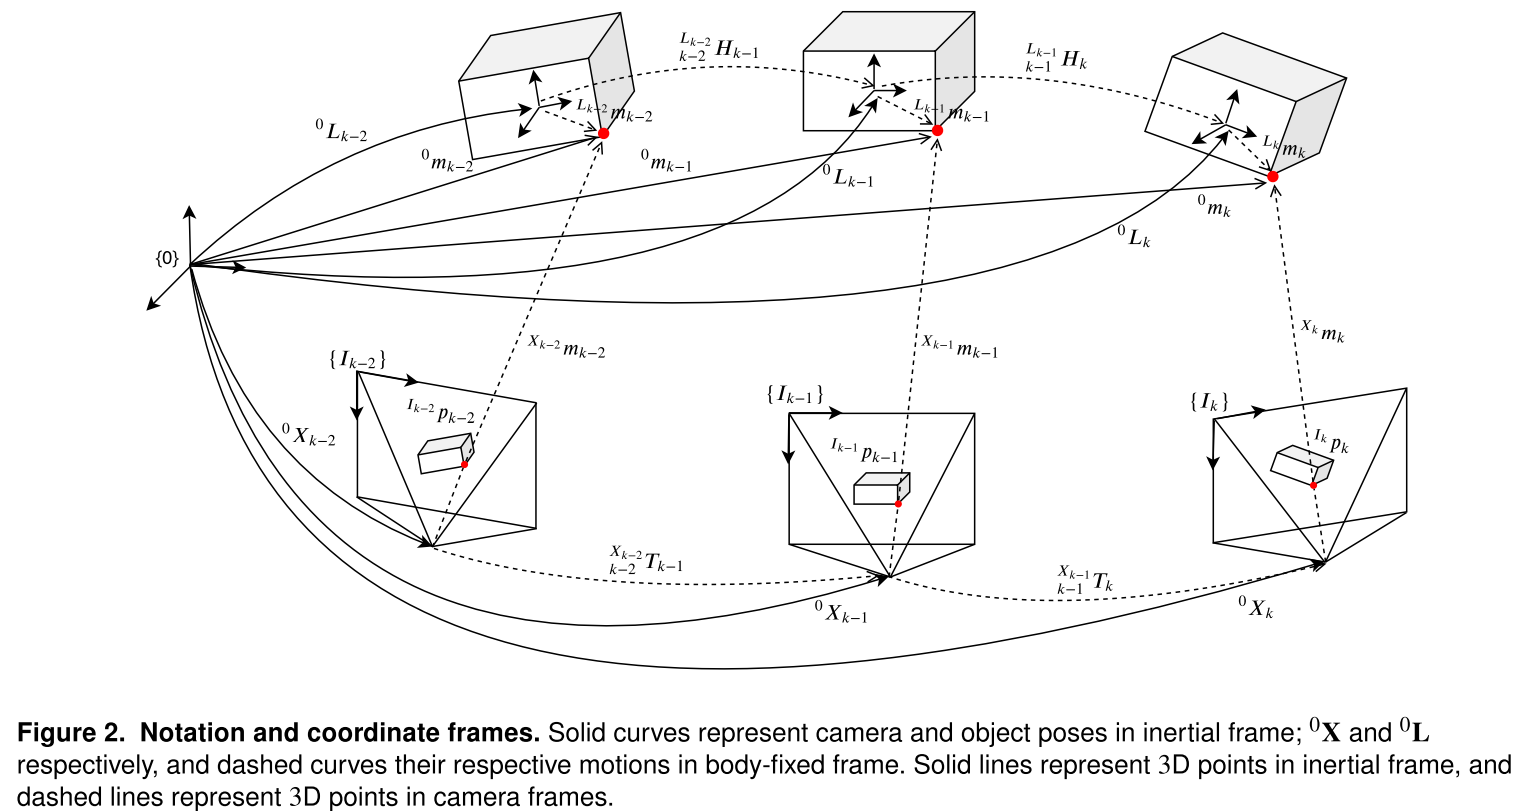 L_{k-2} _{k-2}H_{k-1}
L_{k-1} _{k-1}H_k
^0L_{k-2}
^{L_{k-2}}m_{k-2}
^{L_{k-1}}m_{k-1}
^{L_k}m_k
^0m_{k-2}
^0m_{k-1}
^0L_{k-1}
^0m_k
^0L_k
{0}
^{X_{k-2}}m_{k-2}
^{X_{k-1}}m_{k-1}
^{X_k}m_k
{I_{k-2}}
{I_{k-1}}
{I_k}
^{I_{k-2}}p_{k-2}
^{I_{k-1}}p_{k-1}
^{I_k}p_k
^0X_{k-2}
X_{k-2} _{k-2}T_{k-1}
X_{k-1} _{k-1}T_k
^0X_{k-1}
^0X_k
Figure 2. Notation and coordinate frames. Solid curves represent camera and object poses in inertial frame; ^0X and ^0L
respectively, and dashed curves their respective motions in body-fixed frame. Solid lines represent 3D points in inertial frame, and
dashed lines represent 3D points in camera frames.